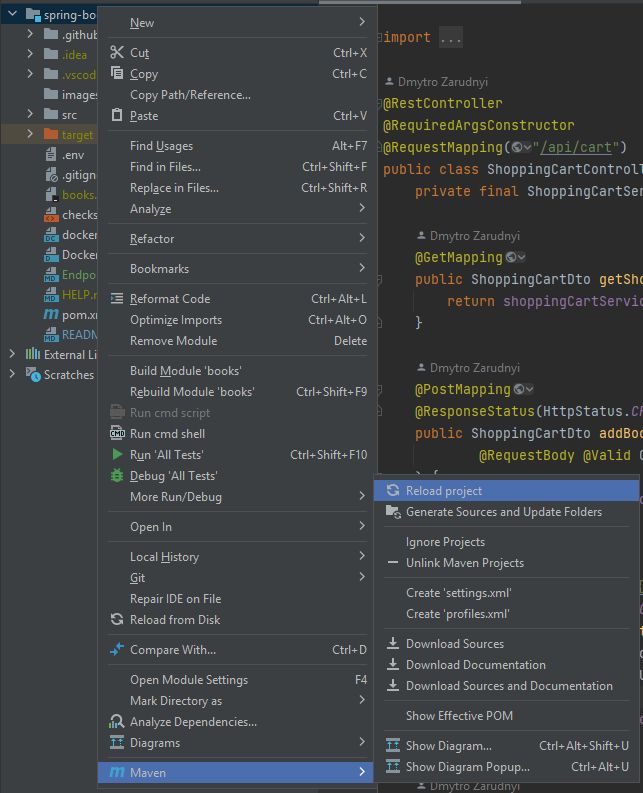 spring-bo
.github
.idea
.vscod
images
src
target
.env
.gitign
books.
checks
docker
Docker
Endpo
HELP.r
pom.x
READM
External Li
Scratches
New
Cut Ctrl+X
Copy Ctrl+C
Copy Path/Reference...
Paste Ctrl+V
Find Usages Alt+F7
Find in Files... Ctrl+Shift+F
Replace in Files... Ctrl+Shift+R
Analyze
Refactor
Bookmarks
Reformat Code Ctrl+Alt+L
Optimize Imports Ctrl+Alt+O
Remove Module Delete
Build Module 'books'
Rebuild Module 'books' Ctrl+Shift+F9
Run cmd script
Run cmd shell
Run 'All Tests' Ctrl+Shift+F10
Debug 'All Tests'
More Run/Debug
Open In
Local History
Git
Repair IDE on File
Reload from Disk
Compare With... Ctrl+D
Open Module Settings F4
Mark Directory as
Analyze Dependencies...
Diagrams
Maven
import ...
Dmytro Zarudnyi
@RestController
@RequiredArgsConstructor
@RequestMapping("/api/cart")
public class ShoppingCartControl
private final ShoppingCartSer
Dmytro Zarudnyi
@GetMapping
public ShoppingCartDto getSho
return shoppingCartServic
}
Dmytro Zarudnyi
@PostMapping
@ResponseStatus(HttpStatus.
public ShoppingCartDto addBoo
@RequestBody @Valid
) {
Reload project
Generate Sources and Update Folders
Ignore Projects
Unlink Maven Projects
Create 'settings.xml'
Create 'profiles.xml'
Download Sources
Download Documentation
Download Sources and Documentation
Show Effective POM
Show Diagram... Ctrl+Alt+Shift+U
Show Diagram Popup... Ctrl+Alt+U
Dmytro Zarudnyi